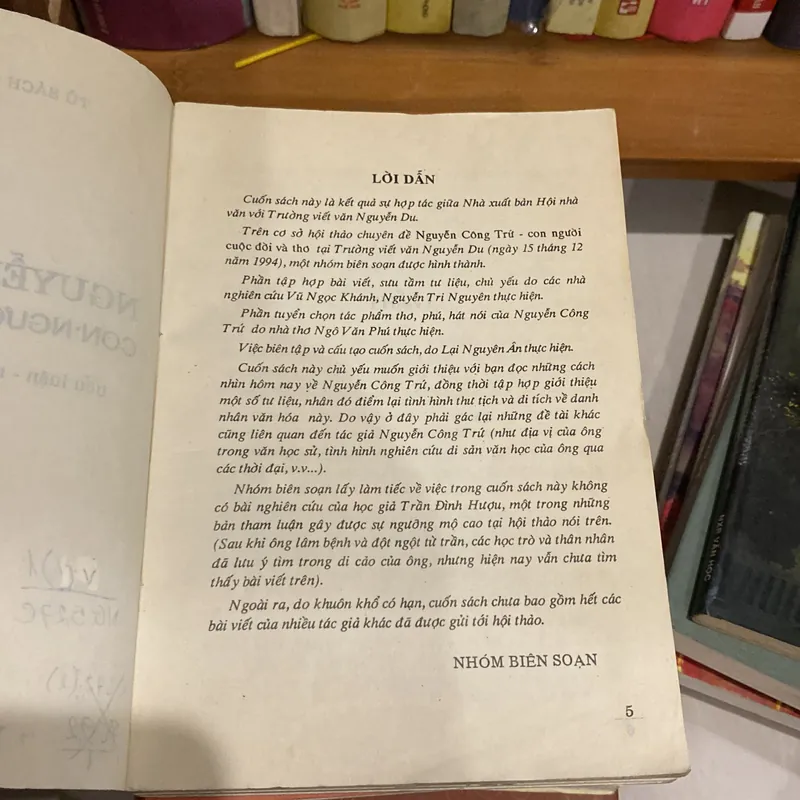 LỜI DẪN
Cuốn sách này là kết quả sự hợp tác giữa Nhà xuất bản Hội nhà
văn với Trường viết văn Nguyễn Du.
Trên cơ sở hội thảo chuyên đề Nguyễn Công Trứ - con người
cuộc đời và thơ tại Trường viết văn Nguyễn Du (ngày 15 tháng 12
năm 1994), một nhóm biên soạn được hình thành.
Phần tập hợp bài viết, sưu tầm tư liệu, chủ yếu do các nhà
nghiên cứu Vũ Ngọc Khánh, Nguyễn Tri Nguyên thực hiện.
Phần tuyển chọn tác phẩm thơ, phú, hát nói của Nguyễn Công
Trứ do nhà thơ Ngô Văn Phú thực hiện.
Việc biên tập và cấu tạo cuốn sách, do Lại Nguyên Ân thực hiện.
Cuốn sách này chủ yếu muốn giới thiệu với bạn đọc những cách
nhìn hôm nay về Nguyễn Công Trứ, đồng thời tập hợp giới thiệu
một số tư liệu, nhân đó điểm lại tình hình thư tịch và di tích về danh
nhân văn hóa này. Do vậy ở đây phải gác lại những đề tài khác
cũng liên quan đến tác giả Nguyễn Công Trứ (như địa vị của ông
trong văn học sử, tình hình nghiên cứu di sản văn học của ông qua
các thời đại, v.v...).
Nhóm biên soạn lấy làm tiếc về việc trong cuốn sách này không
có bài nghiên cứu của học giả Trần Đình Hượu, một trong những
bản tham luận gây được sự ngưỡng mộ cao tại hội thảo nói trên.
(Sau khi ông lâm bệnh và đột ngột từ trần, các học trò và thân nhân
đã lưu ý tìm trong di cảo của ông, nhưng hiện nay vẫn chưa tìm
thấy bài viết trên).
Ngoài ra, do khuôn khổ có hạn, cuốn sách chưa bao gồm hết các
bài viết của nhiều tác giả khác đã được gửi tới hội thảo.
NHÓM BIÊN SOẠN
5
NXB VĂN HỌC